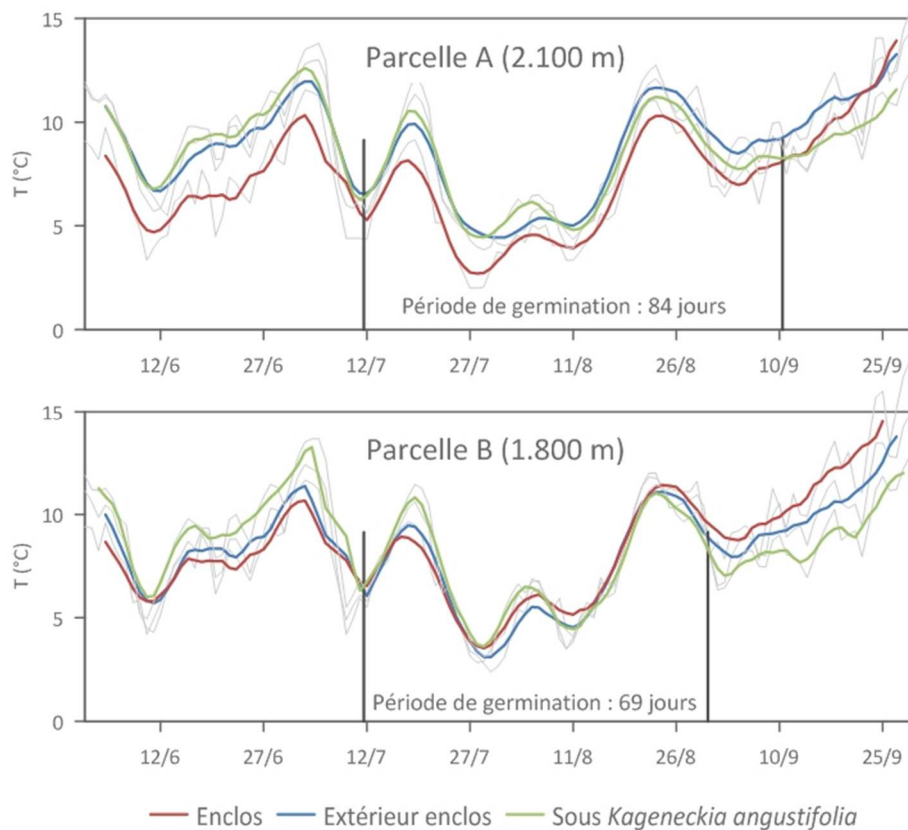 15
Parcelle A (2.100 m)
10
T (°C)
5
Période de germination : 84 jours
0
12/6 27/6 12/7 27/7 11/8 26/8 10/9 25/9
15
Parcelle B (1.800 m)
10
T (°C)
5
Période de germination : 69 jours
0
12/6 27/6 12/7 27/7 11/8 26/8 10/9 25/9
Enclos Extérieur enclos Sous Kageneckia angustifolia